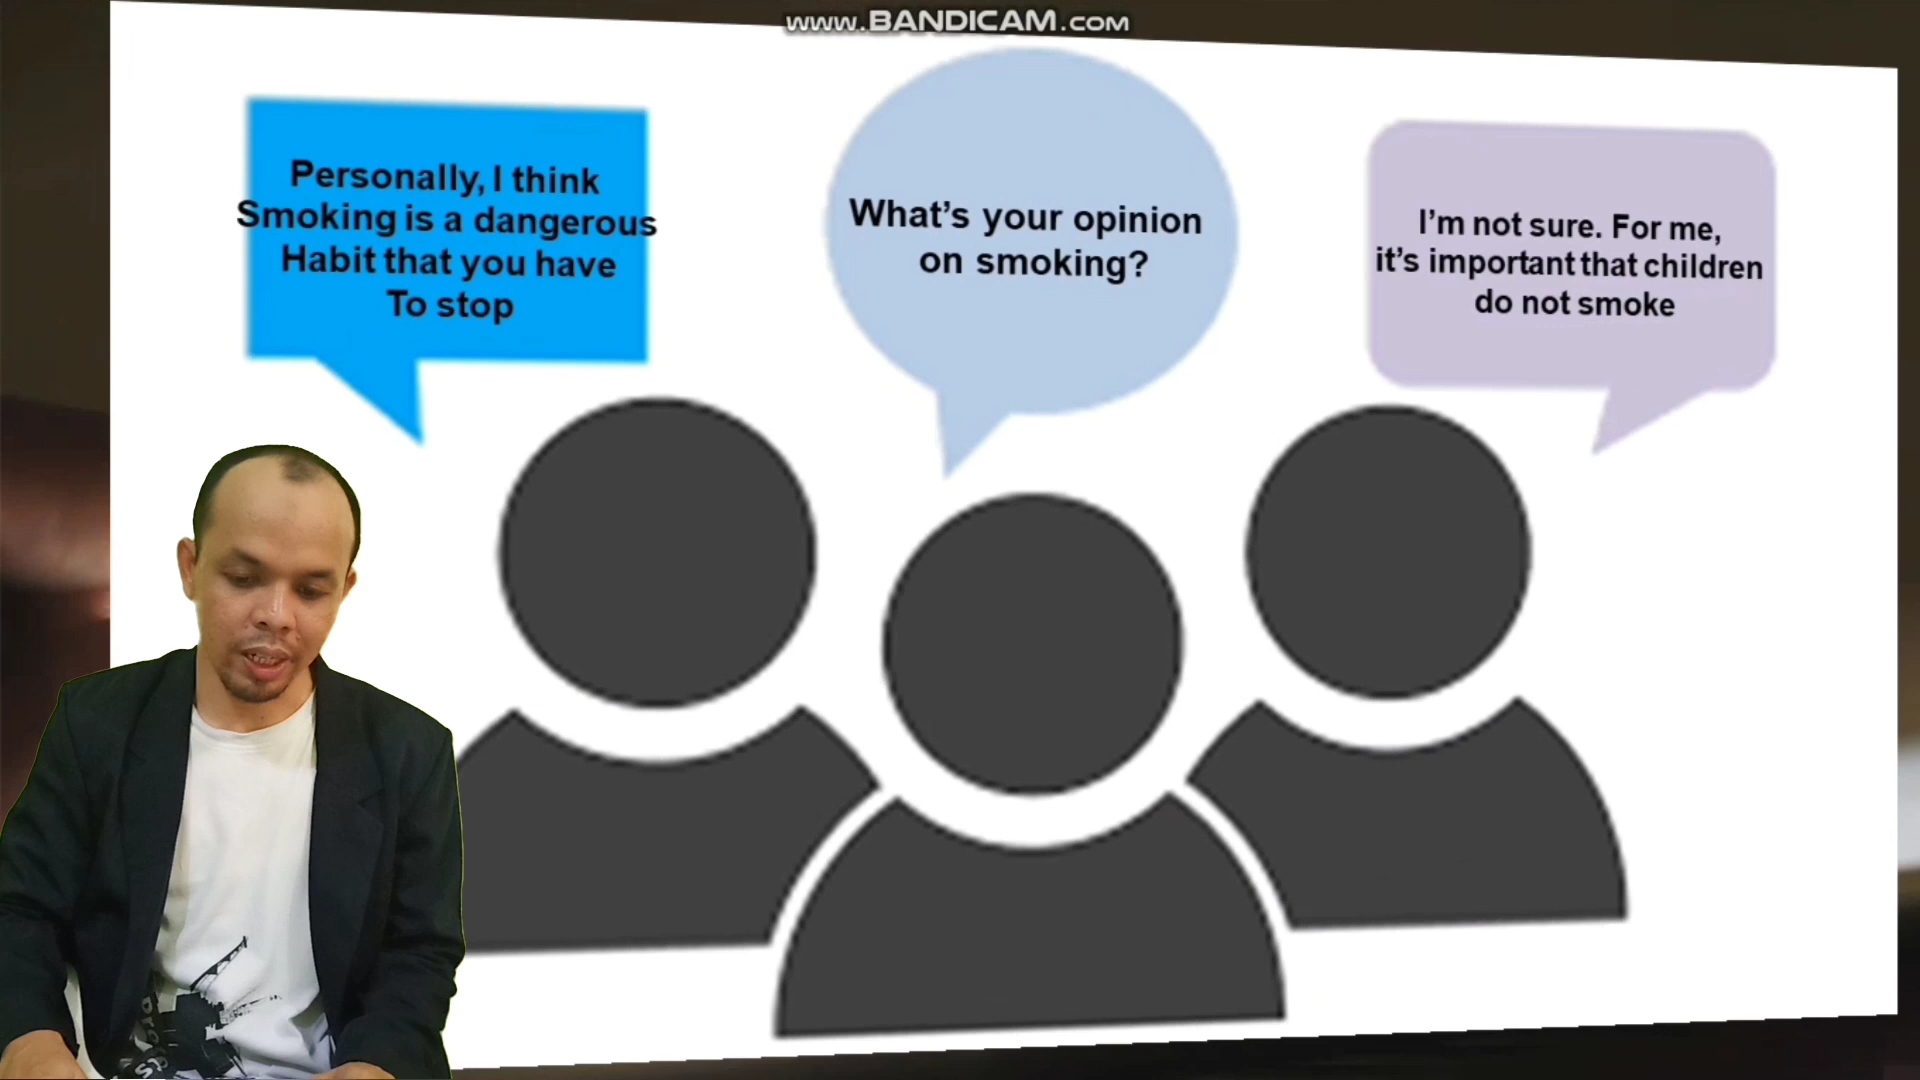 www.BANDICAM.com
Personally, I think
Smoking is a dangerous
Habit that you have
To stop
What's your opinion
on smoking?
I'm not sure. For me,
it's important that children
do not smoke